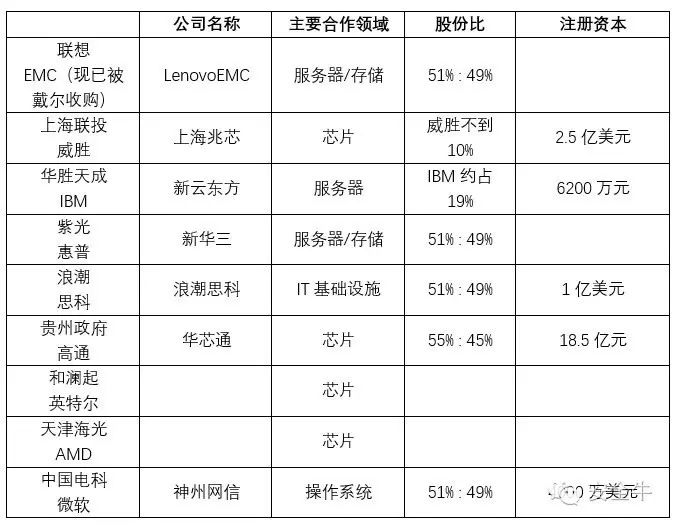 公司名称 主要合作领域 股份比 注册资本
联想
EMC（现已被
戴尔收购） LenovoEMC 服务器/存储 51% : 49%
上海联投
威胜 上海兆芯 芯片 威胜不到
10% 2.5 亿美元
华胜天成
IBM 新云东方 服务器 IBM 约占
19% 6200 万元
紫光
惠普 新华三 服务器/存储 51% : 49%
浪潮
思科 浪潮思科 IT 基础设施 51% : 49% 1 亿美元
贵州政府
高通 华芯通 芯片 55% : 45% 18.5 亿元
和澜起
英特尔 芯片
天津海光
AMD 芯片
中国电科
微软 神州网信 操作系统 51% : 49% 万美元
安全牛